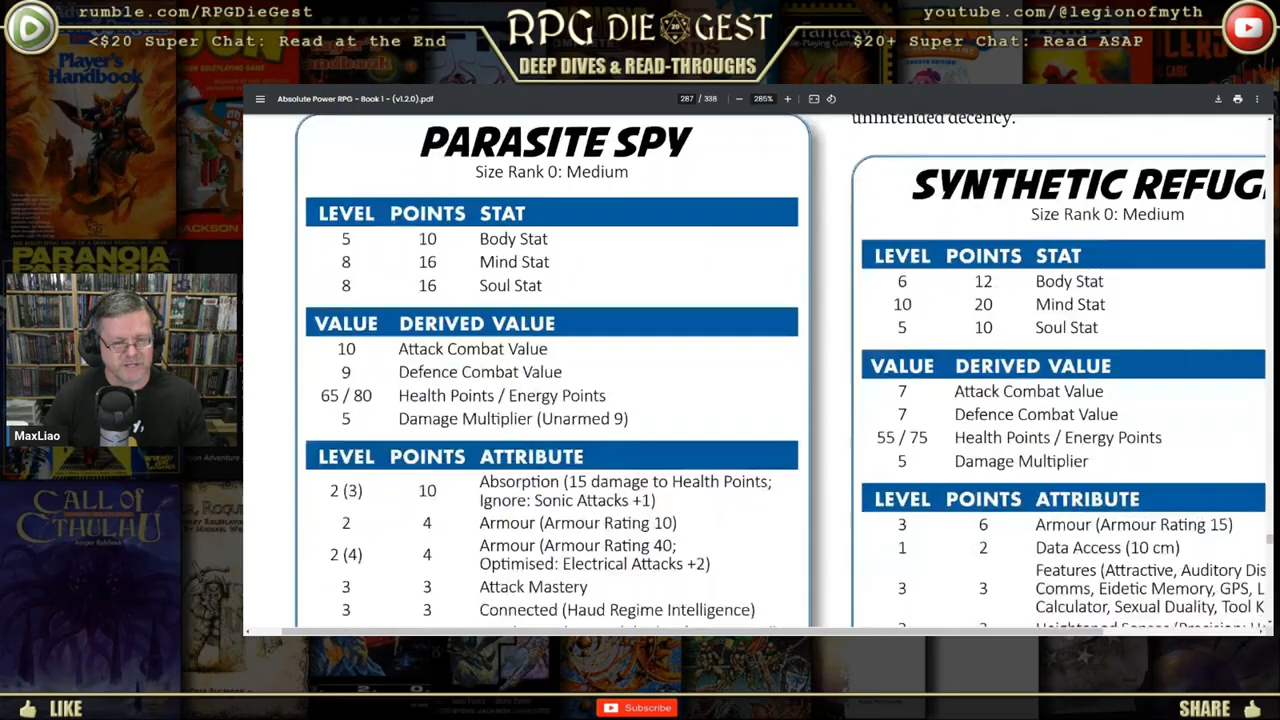 rumble.com/RPGDieGest
<$20 Super Chat: Read at the End
RPG DIE GEST
DEEP DIVES & READ-THROUGHS
youtube.com/@legionofmyth
$20+ Super Chat: Read ASAP
Player's
Handbook
Absolute Power RPG - Book 1 - (v1.2.0).pdf
287 / 338
285%
PARASITE SPY
Size Rank 0: Medium
LEVEL POINTS STAT
5 10 Body Stat
8 16 Mind Stat
8 16 Soul Stat
VALUE DERIVED VALUE
10 Attack Combat Value
9 Defence Combat Value
65 / 80 Health Points / Energy Points
5 Damage Multiplier (Unarmed 9)
LEVEL POINTS ATTRIBUTE
2 (3) 10 Absorption (15 damage to Health Points;
Ignore: Sonic Attacks +1)
2 4 Armour (Armour Rating 10)
2 (4) 4 Armour (Armour Rating 40;
Optimised: Electrical Attacks +2)
3 3 Attack Mastery
3 3 Connected (Haud Regime Intelligence)
unintended decency.
SYNTHETIC REFUG
Size Rank 0: Medium
LEVEL POINTS STAT
6 12 Body Stat
10 20 Mind Stat
5 10 Soul Stat
VALUE DERIVED VALUE
7 Attack Combat Value
7 Defence Combat Value
55 / 75 Health Points / Energy Points
5 Damage Multiplier
LEVEL POINTS ATTRIBUTE
3 6 Armour (Armour Rating 15)
1 2 Data Access (10 cm)
3 3 Features (Attractive, Auditory Dis
Comms, Eidetic Memory, GPS, L
Calculator, Sexual Duality, Tool K
PARANOIA
MaxLiao
CALL OF
CTHULHU
LIKE
Subscribe
SHARE